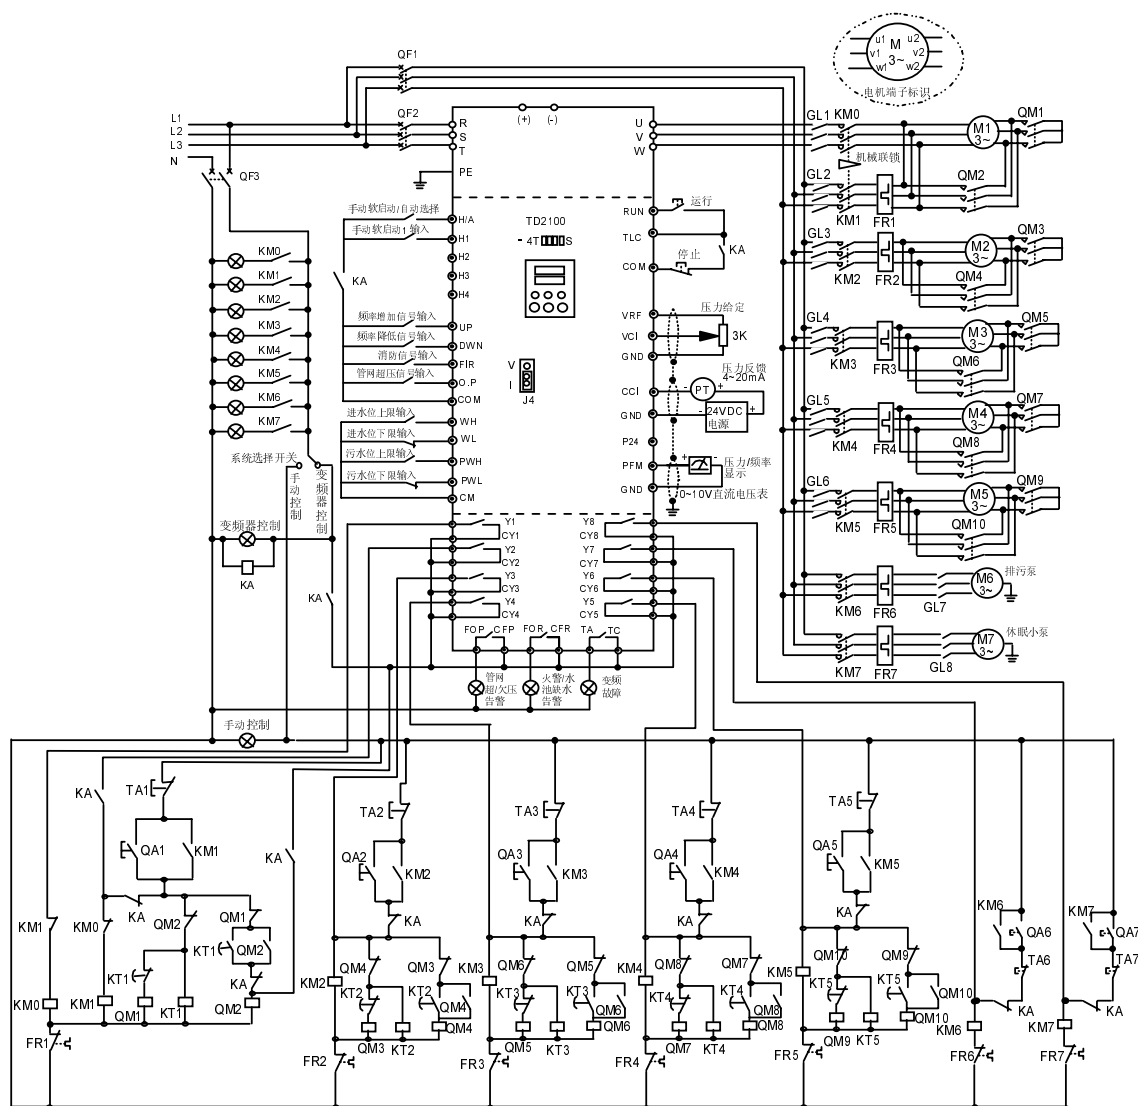 u1 M u2
v1 3~ v2
w1 w2
电机端子标识
QF1
L1
L2
L3
N
QF2
QF3
(+) (-)
R
S
T
PE
U
V
W
TD2100
- 4T S
手动软启动/自动选择
手动软启动1 输入
KA
频率增加信号输入
频率降低信号输入
消防信号输入
管网超压信号输入
进水位上限输入
进水位下限输入
污水位上限输入
污水位下限输入
H/A
H1
H2
H3
H4
UP
DWN
FIR
O.P
COM
WH
WL
PWH
PWL
CM
V
I
J4
RUN
TLC
COM
VRF
VCI
GND
CCI
GND
P24
PFM
GND
运行
停止
KA
压力给定
3K
压力反馈
4~20mA
- PT +
- 24VDC +
电源
+ -
压力/频率
显示
0~10V直流电压表
Y1
CY1
Y2
CY2
Y3
CY3
Y4
CY4
Y8
CY8
Y7
CY7
Y6
CY6
Y5
CY5
FOP CFP
FOR CFR
TA TC
管网
超/欠压
告警
火警/水
池缺水
告警
变频
故障
KM0
KM1
KM2
KM3
KM4
KM5
KM6
KM7
系统选择开关
手动控制
变频器控制
变频器控制
KA
KA
手动控制
GL1 KM0
机械联锁
M1
3~
QM1
GL2
KM1
FR1
QM2
GL3
KM2
FR2
M2
3~
QM3
QM4
GL4
KM3
FR3
M3
3~
QM5
QM6
GL5
KM4
FR4
M4
3~
QM7
QM8
GL6
KM5
FR5
M5
3~
QM9
QM10
KM6
FR6
GL7
M6
3~
排污泵
KM7
FR7
GL8
M7
3~
休眠小泵
KA
TA1
QA1
KM1
KA
KM1
KM0
KA
QM2
QM1
KT1
QM2
KT1
KA
KM0
KM1
QM1
KT1
QM2
FR1
TA2
QA2
KM2
KA
KM2
QM4
QM3
KT2
KT2
QM4
QM3
KT2
QM4
FR2
TA3
QA3
KM3
KA
KM3
QM6
QM5
KT3
KT3
QM6
QM5
KT3
QM6
FR3
TA4
QA4
KM4
KA
KM4
QM8
QM7
KT4
KT4
QM8
QM7
KT4
QM8
FR4
TA5
QA5
KM5
KA
KM5
QM10
QM9
KT5
KT5
QM10
QM9
KT5
QM10
FR5
KM6
QA6
TA6
KA
KM6
FR6
KM7
QA7
TA7
KA
KM7
FR7